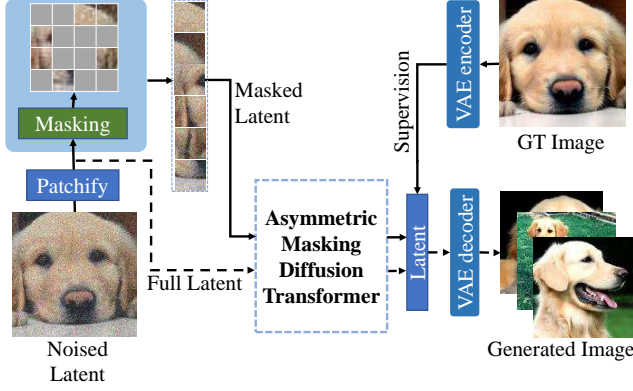 Masking
Patchify
Noised
Latent
Masked
Latent
Full Latent
Asymmetric
Masking
Diffusion
Transformer
Supervision
Latent
VAE encoder
GT Image
VAE decoder
Generated Image